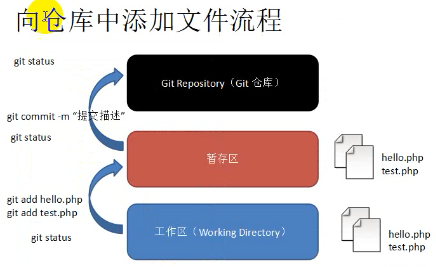 向仓库中添加文件流程
git status
Git Repository（Git 仓库）
git commit -m "提交描述"
git status
暂存区
hello.php
test.php
git add hello.php
git add test.php
工作区（Working Directory）
git status
hello.php
test.php